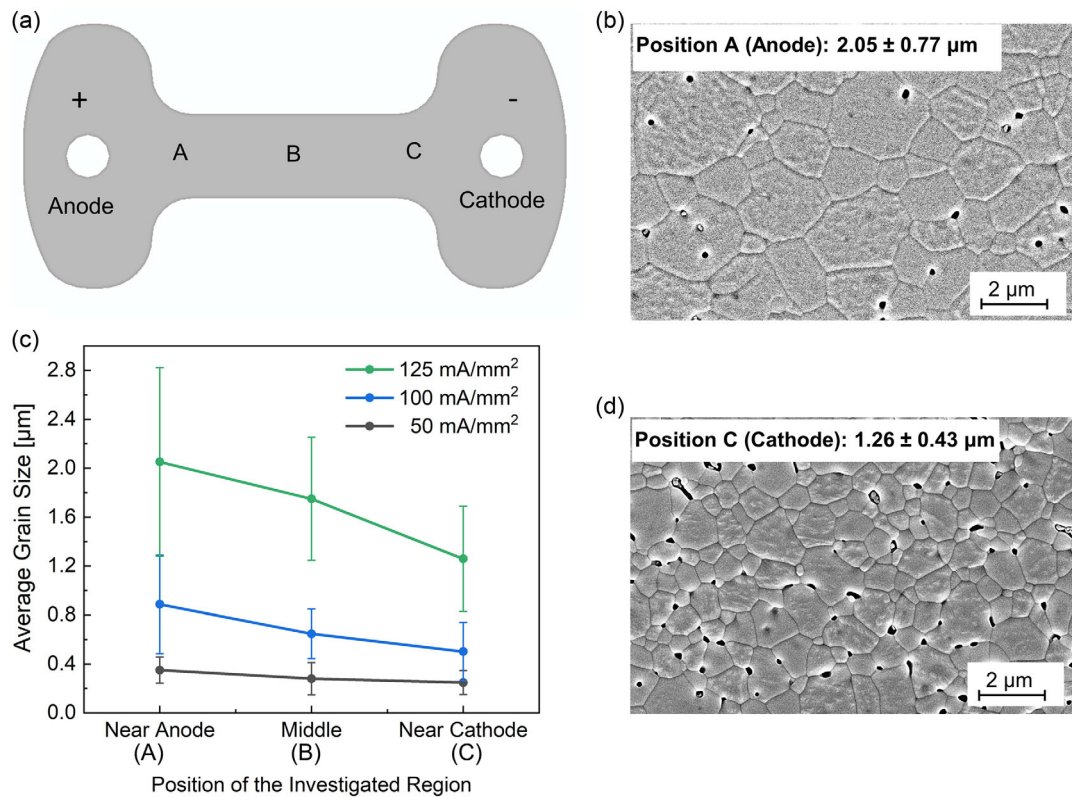 (a)
+
-
A
B
C
Anode
Cathode
(b)
Position A (Anode): 2.05 ± 0.77 µm
2 µm
(c)
2.8
2.4
2.0
1.6
1.2
0.8
0.4
0.0
Average Grain Size [µm]
125 mA/mm²
100 mA/mm²
50 mA/mm²
Near Anode
(A)
Middle
(B)
Near Cathode
(C)
Position of the Investigated Region
(d)
Position C (Cathode): 1.26 ± 0.43 µm
2 µm